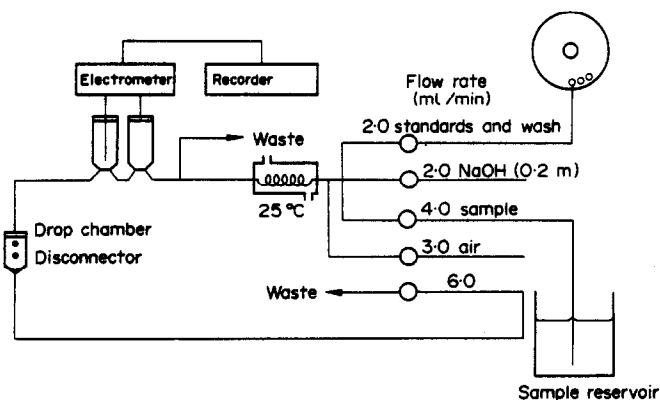 Electrometer
Recorder
Flow rate
(ml/min)
2·0 standards and wash
Waste
2·0 NaOH (0·2 m)
25 °C
4·0 sample
Drop chamber
Disconnector
3·0 air
Waste
6·0
Sample reservoir